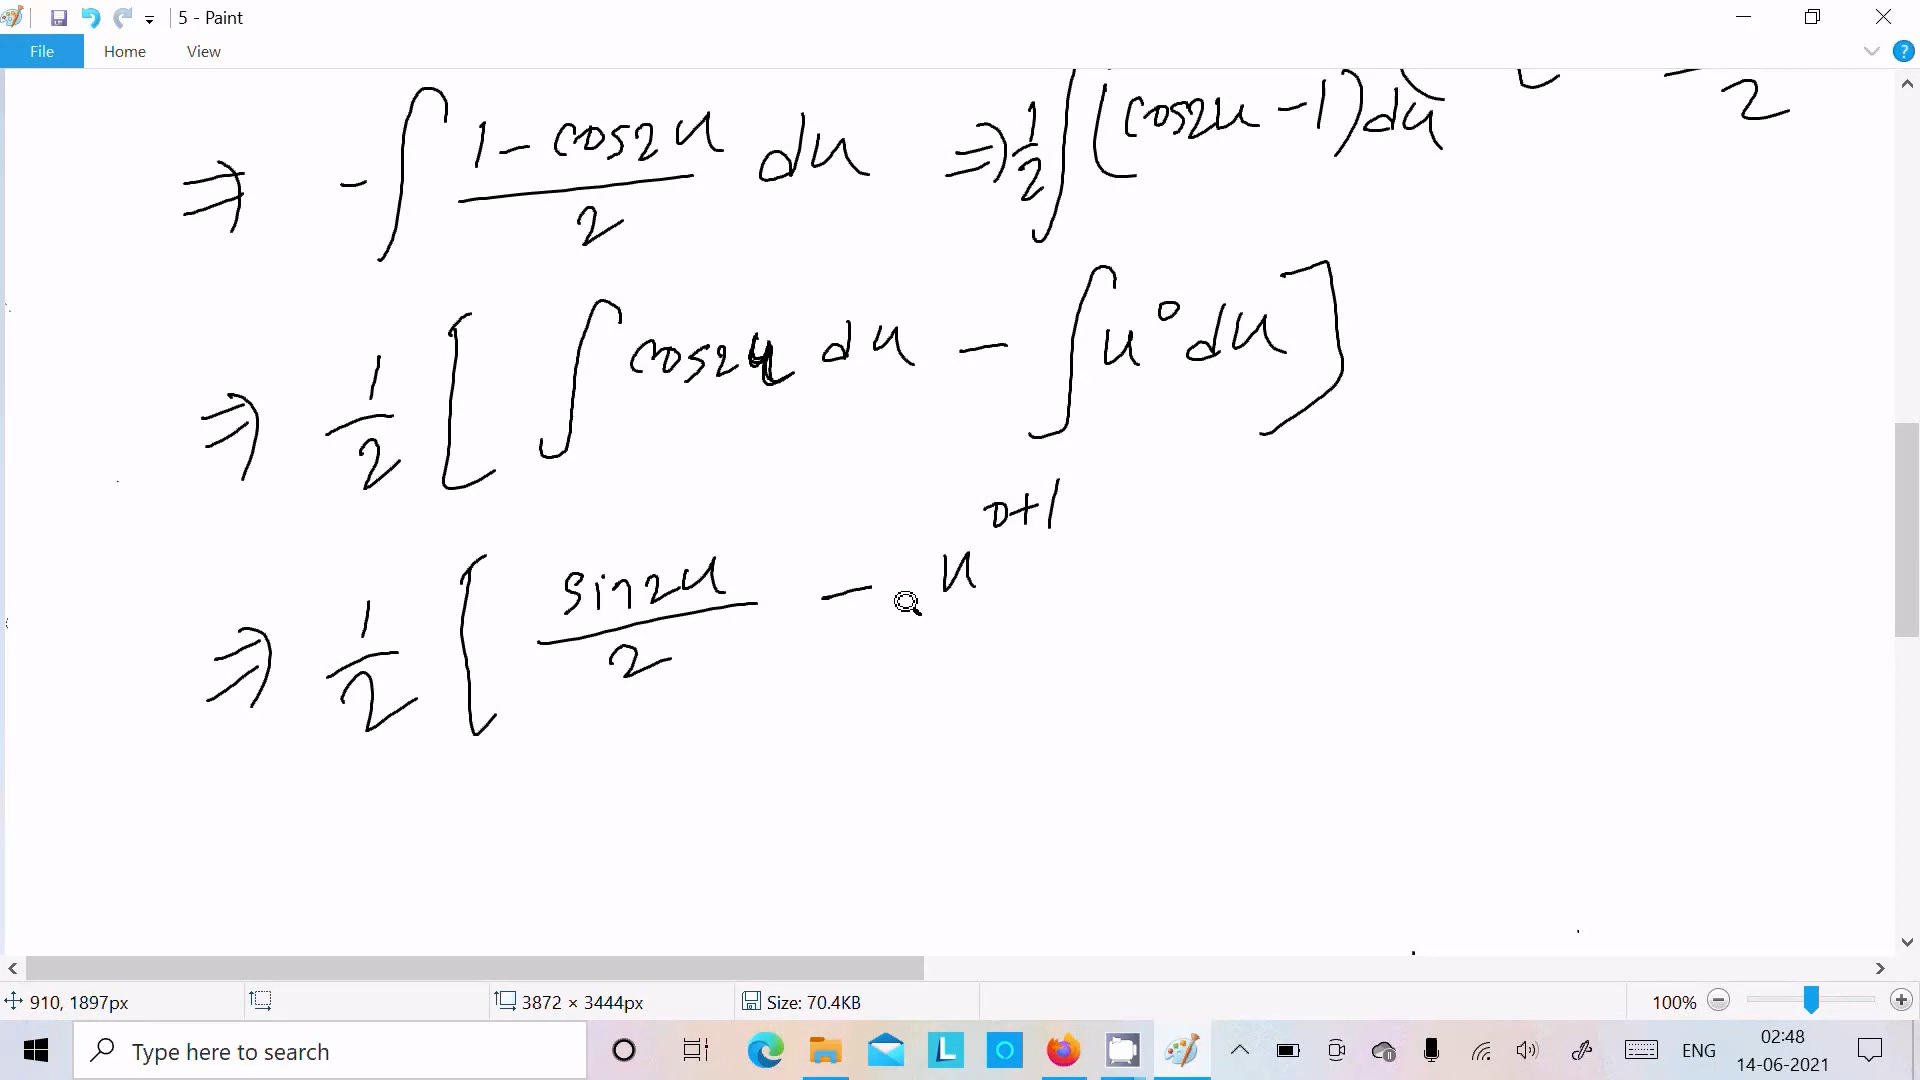 5 - Paint
File Home View
⇒ - ∫ (1 - cos2u)/2 du ⇒ 1/2 ∫ (cos2u - 1) du
2
⇒ 1/2 [ ∫ cos2u du - ∫ u^0 du ]
⇒ 1/2 [ sin2u/2 - u^0+1
910, 1897px 3872 × 3444px Size: 70.4KB 100%
Type here to search
ENG 02:48
14-06-2021